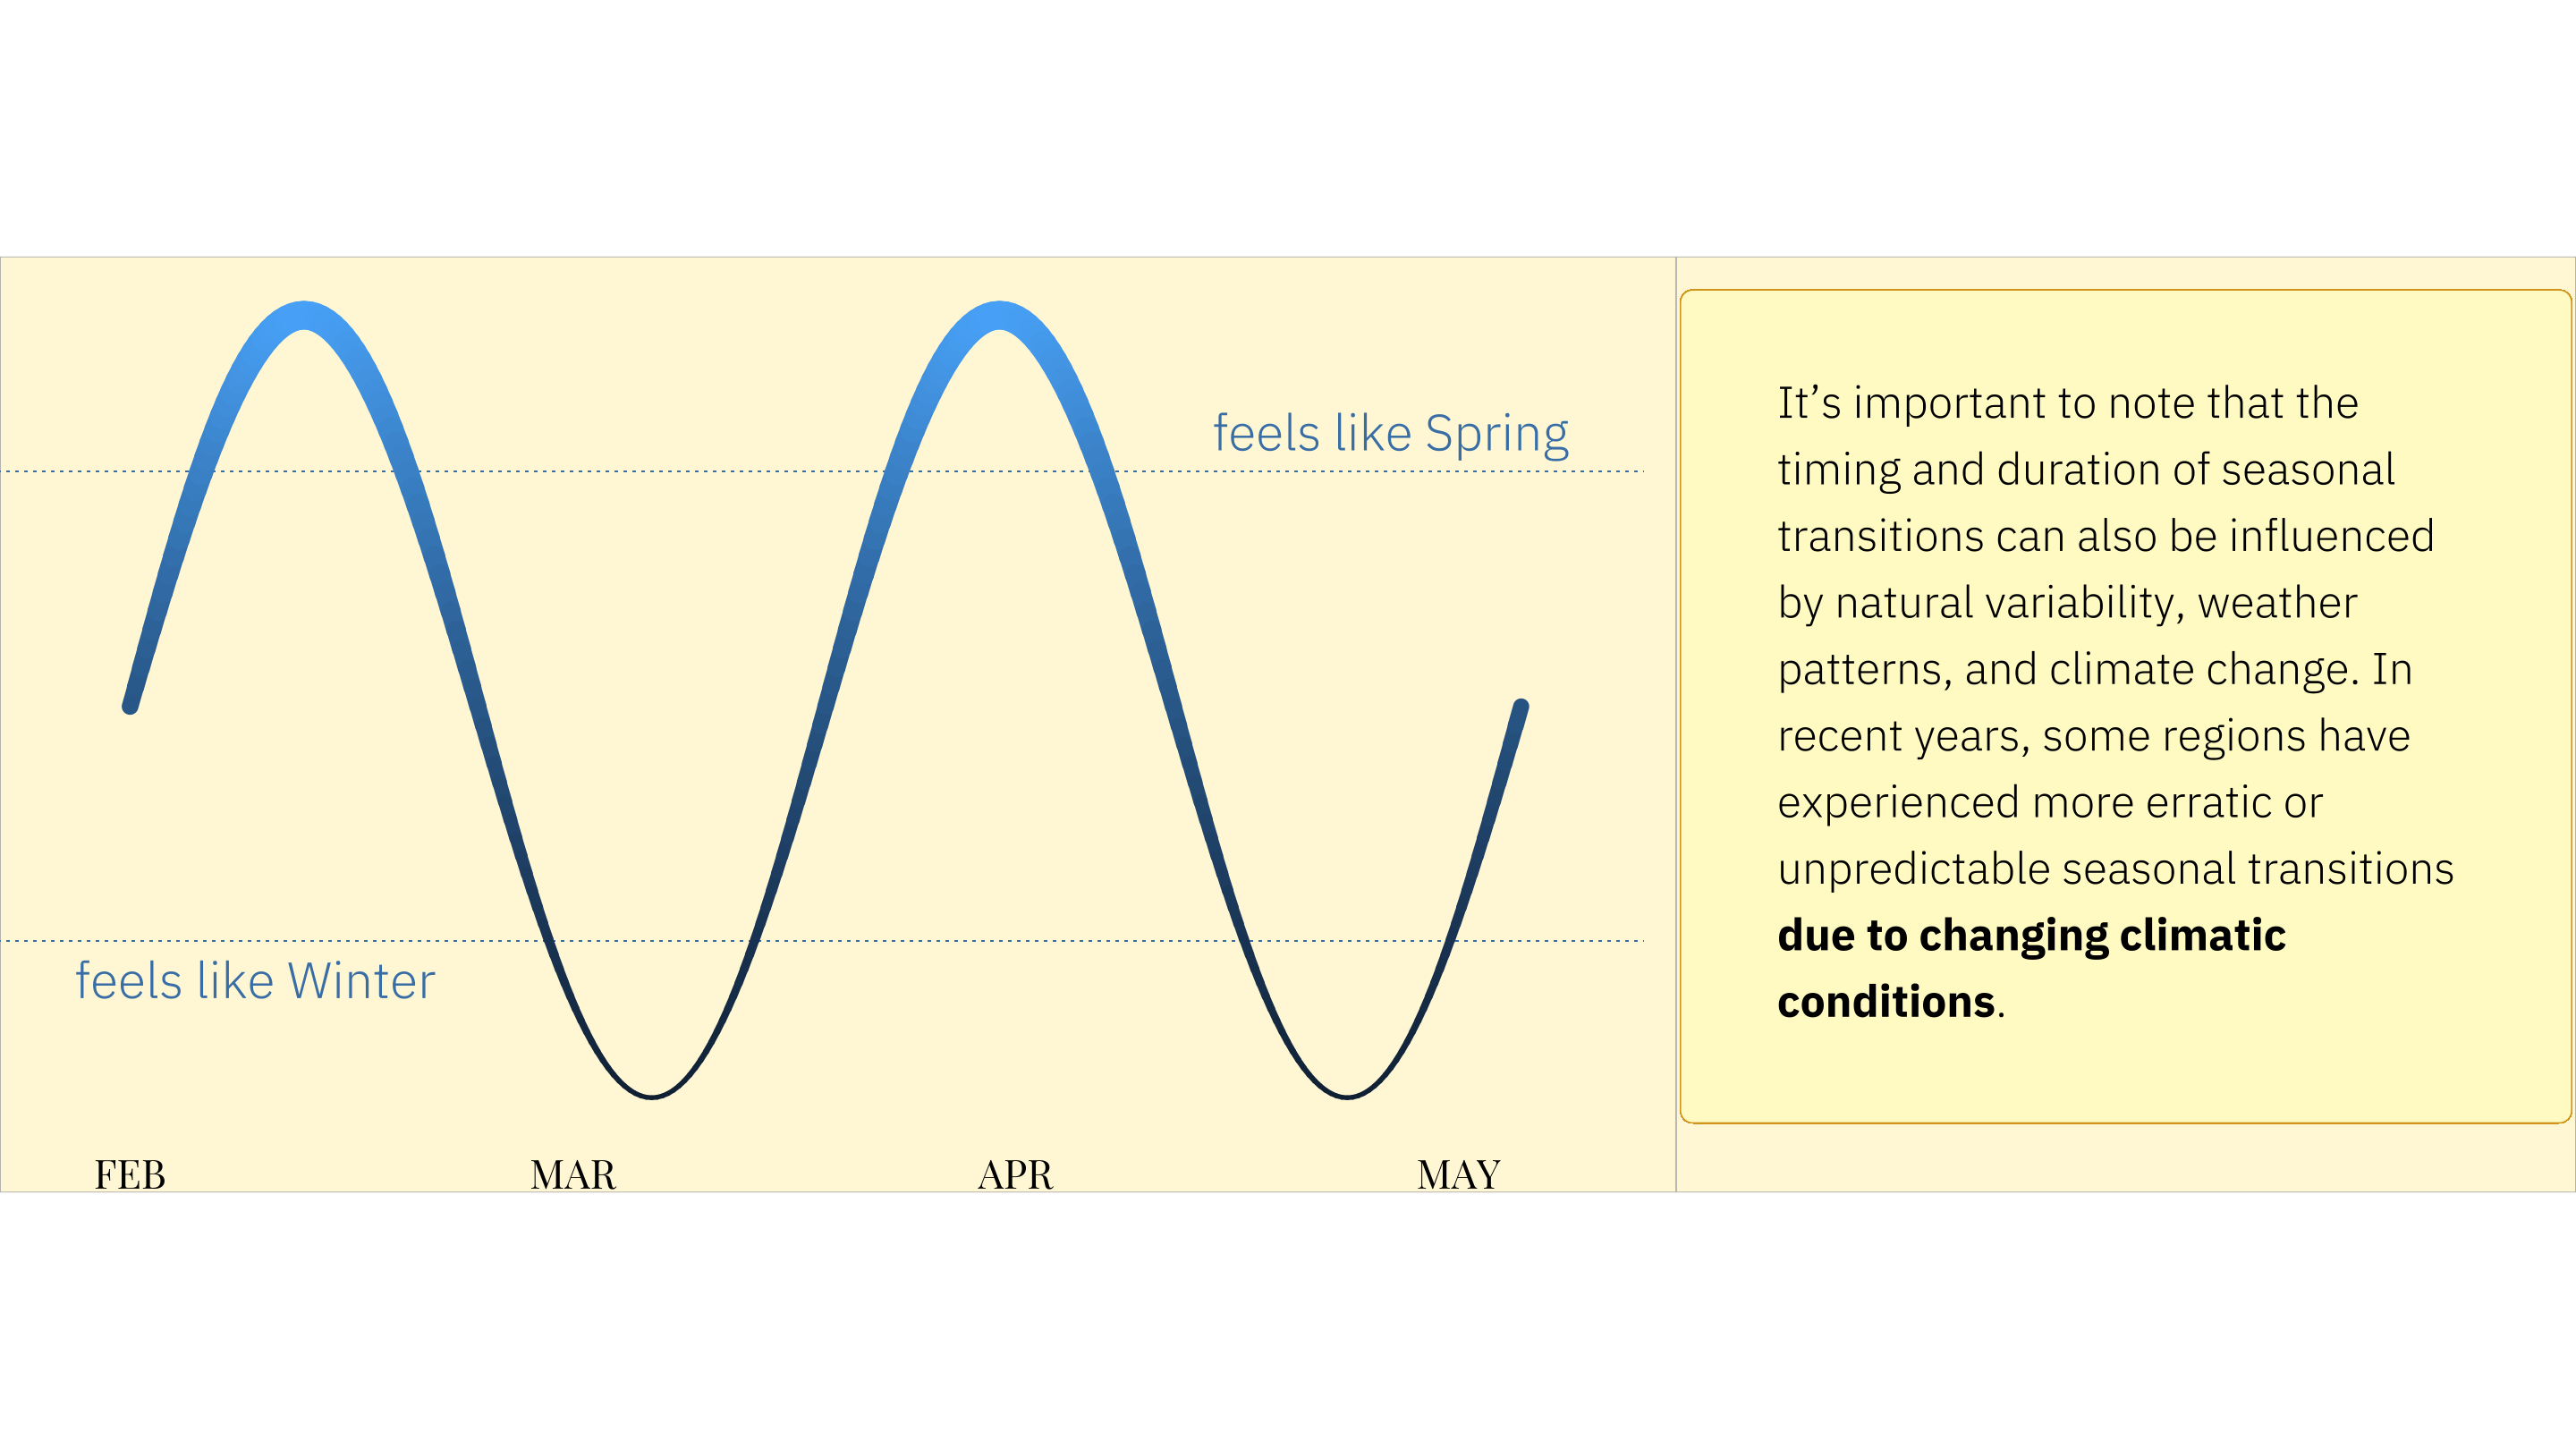 feels like Spring
feels like Winter
FEB MAR APR MAY
It’s important to note that the
timing and duration of seasonal
transitions can also be influenced
by natural variability, weather
patterns, and climate change. In
recent years, some regions have
experienced more erratic or
unpredictable seasonal transitions
due to changing climatic
conditions.